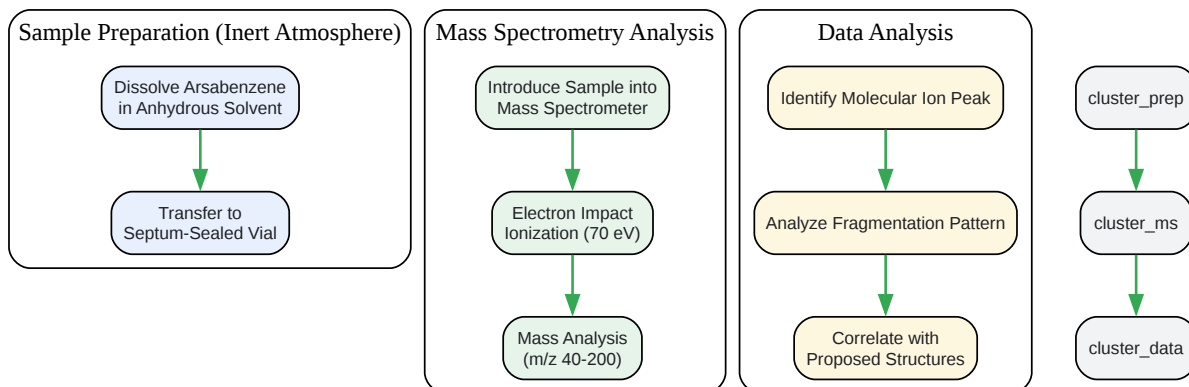 Sample Preparation (Inert Atmosphere)
Dissolve Arsabenzene
in Anhydrous Solvent
Transfer to
Septum-Sealed Vial
Mass Spectrometry Analysis
Introduce Sample into
Mass Spectrometer
Electron Impact
Ionization (70 eV)
Mass Analysis
(m/z 40-200)
Data Analysis
Identify Molecular Ion Peak
Analyze Fragmentation Pattern
Correlate with
Proposed Structures
cluster_prep
cluster_ms
cluster_data